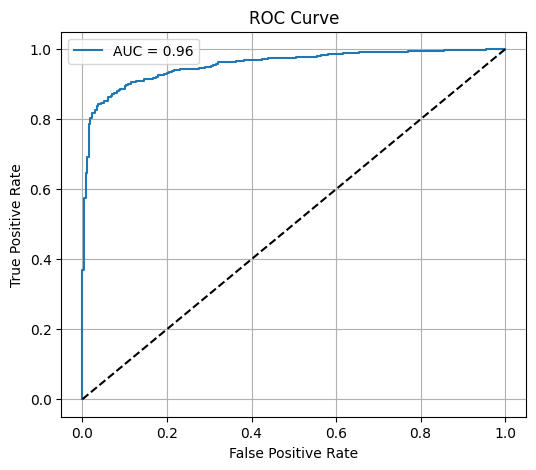 ROC Curve
AUC = 0.96
True Positive Rate
1.0
0.8
0.6
0.4
0.2
0.0
0.0 0.2 0.4 0.6 0.8 1.0
False Positive Rate